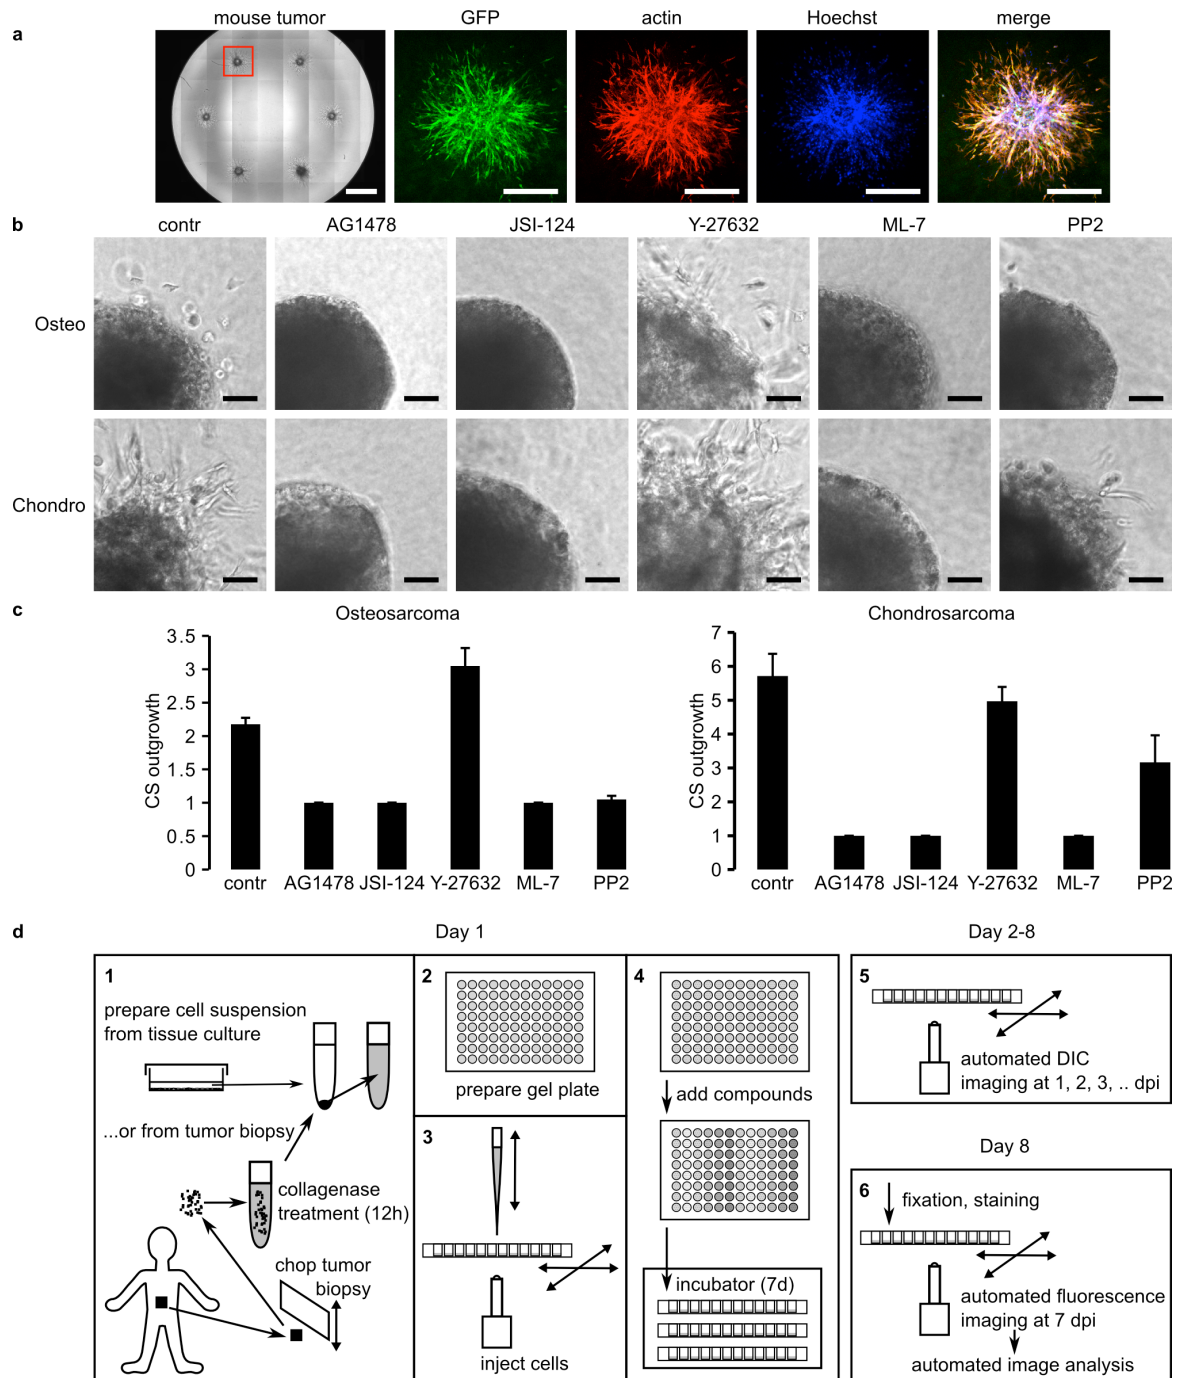 a
mouse tumor GFP actin Hoechst merge
b
contr AG1478 JSI-124 Y-27632 ML-7 PP2
Osteo
Chondro
c
Osteosarcoma
CS outgrowth
3.5
3
2.5
2
1.5
1
0.5
0
contr AG1478 JSI-124 Y-27632 ML-7 PP2
Chondrosarcoma
CS outgrowth
7
6
5
4
3
2
1
0
contr AG1478 JSI-124 Y-27632 ML-7 PP2
d
Day 1
1
prepare cell suspension
from tissue culture
...or from tumor biopsy
collagenase
treatment (12h)
chop tumor
biopsy
2
prepare gel plate
3
inject cells
4
add compounds
incubator (7d)
Day 2-8
5
automated DIC
imaging at 1, 2, 3, .. dpi
Day 8
6
fixation, staining
automated fluorescence
imaging at 7 dpi
automated image analysis